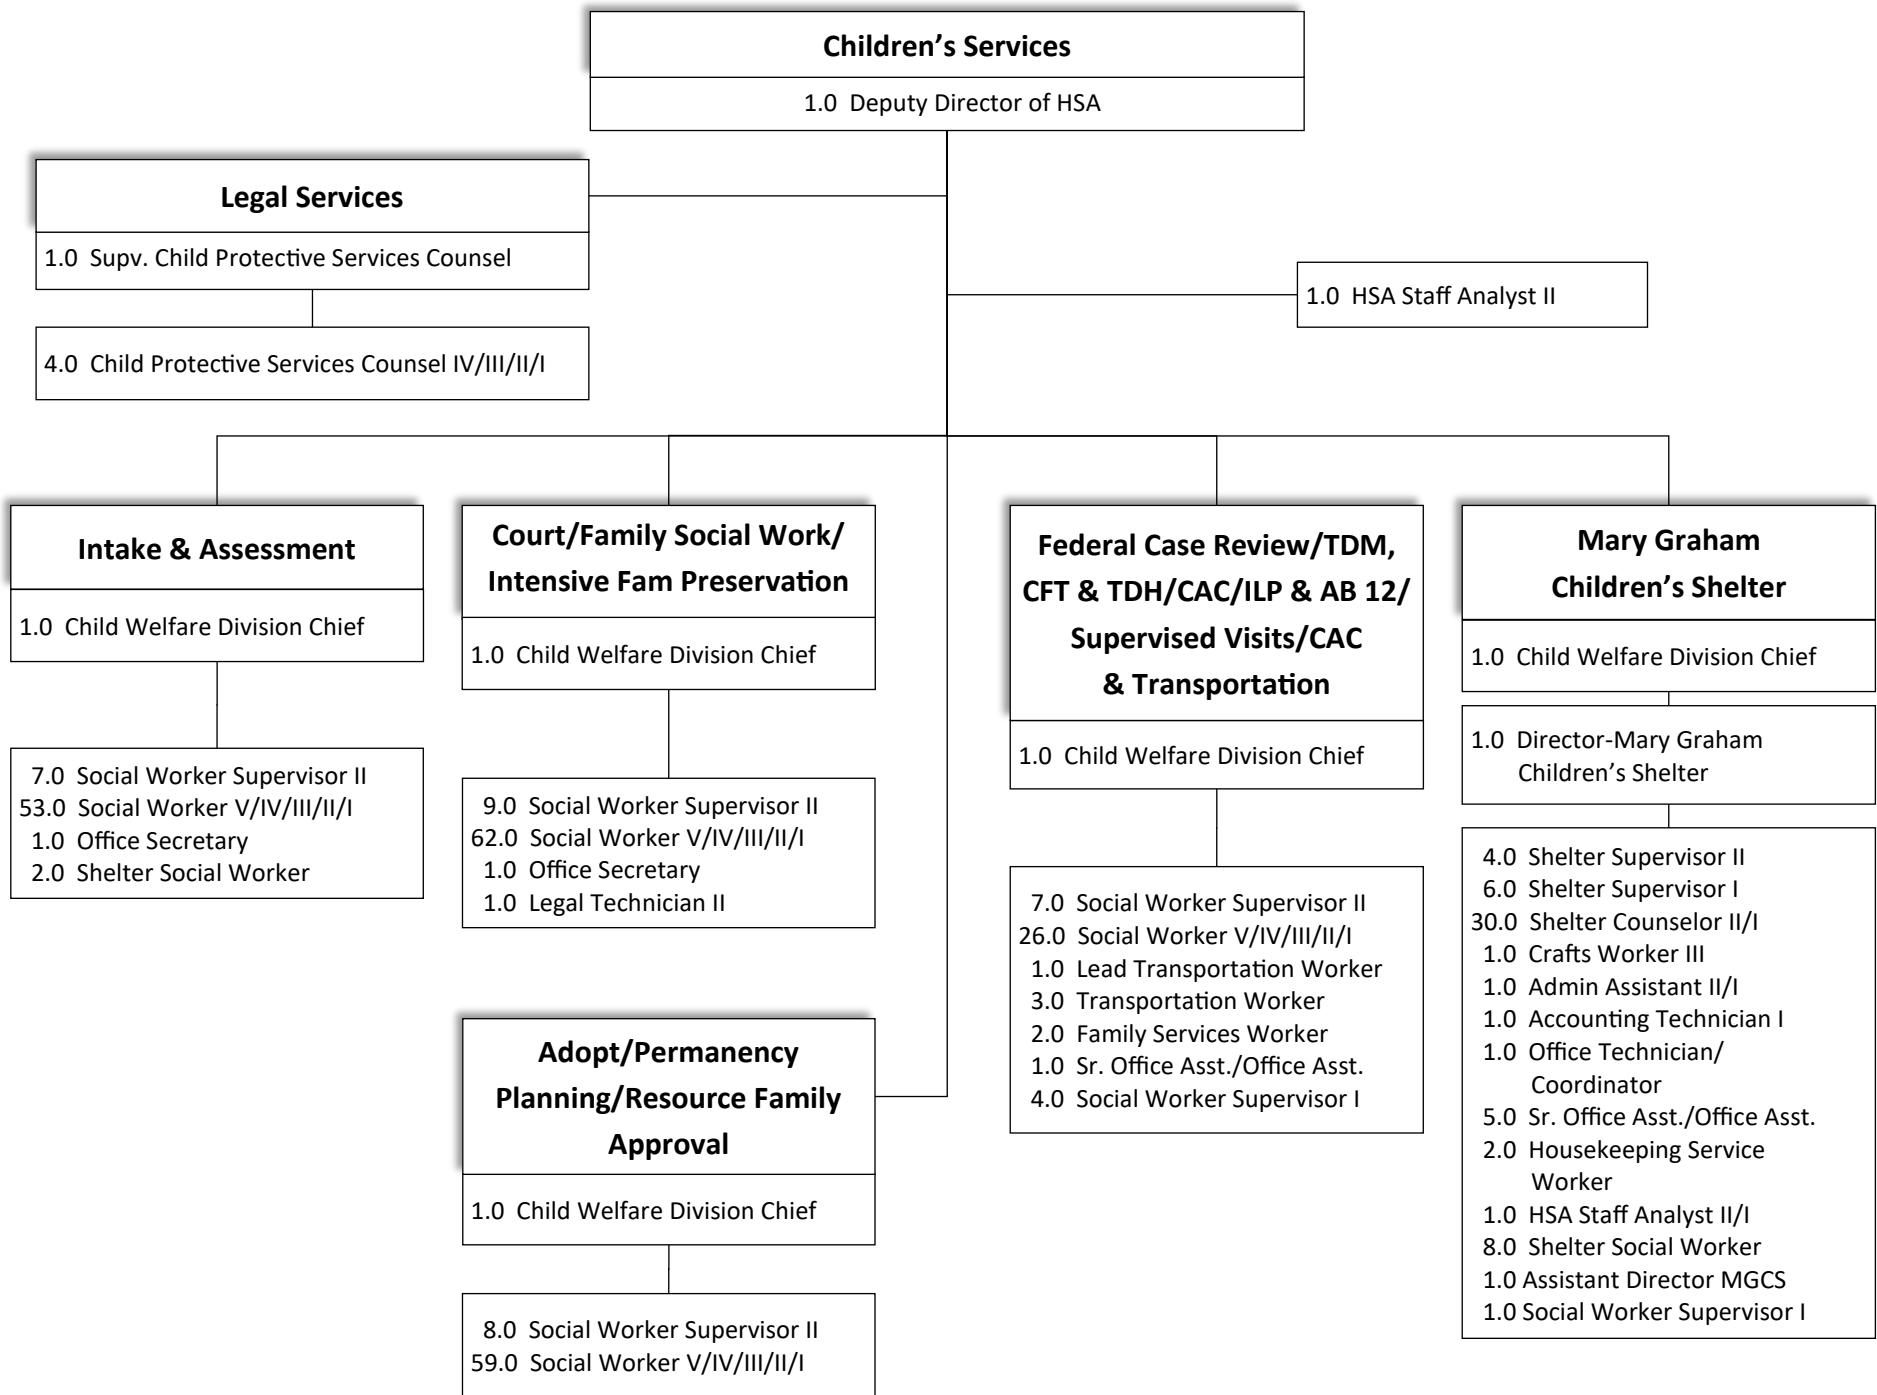 Children’s Services
1.0 Deputy Director of HSA
Legal Services
1.0 Supv. Child Protective Services Counsel
4.0 Child Protective Services Counsel IV/III/II/I
1.0 HSA Staff Analyst II
Intake & Assessment
1.0 Child Welfare Division Chief
7.0 Social Worker Supervisor II
53.0 Social Worker V/IV/III/II/I
1.0 Office Secretary
2.0 Shelter Social Worker
Court/Family Social Work/
Intensive Fam Preservation
1.0 Child Welfare Division Chief
9.0 Social Worker Supervisor II
62.0 Social Worker V/IV/III/II/I
1.0 Office Secretary
1.0 Legal Technician II
Adopt/Permanency
Planning/Resource Family
Approval
1.0 Child Welfare Division Chief
8.0 Social Worker Supervisor II
59.0 Social Worker V/IV/III/II/I
Federal Case Review/TDM,
CFT & TDH/CAC/ILP & AB 12/
Supervised Visits/CAC
& Transportation
1.0 Child Welfare Division Chief
7.0 Social Worker Supervisor II
26.0 Social Worker V/IV/III/II/I
1.0 Lead Transportation Worker
3.0 Transportation Worker
2.0 Family Services Worker
1.0 Sr. Office Asst./Office Asst.
4.0 Social Worker Supervisor I
Mary Graham
Children’s Shelter
1.0 Child Welfare Division Chief
1.0 Director-Mary Graham
Children’s Shelter
4.0 Shelter Supervisor II
6.0 Shelter Supervisor I
30.0 Shelter Counselor II/I
1.0 Crafts Worker III
1.0 Admin Assistant II/I
1.0 Accounting Technician I
1.0 Office Technician/
Coordinator
5.0 Sr. Office Asst./Office Asst.
2.0 Housekeeping Service
Worker
1.0 HSA Staff Analyst II/I
8.0 Shelter Social Worker
1.0 Assistant Director MGCS
1.0 Social Worker Supervisor I